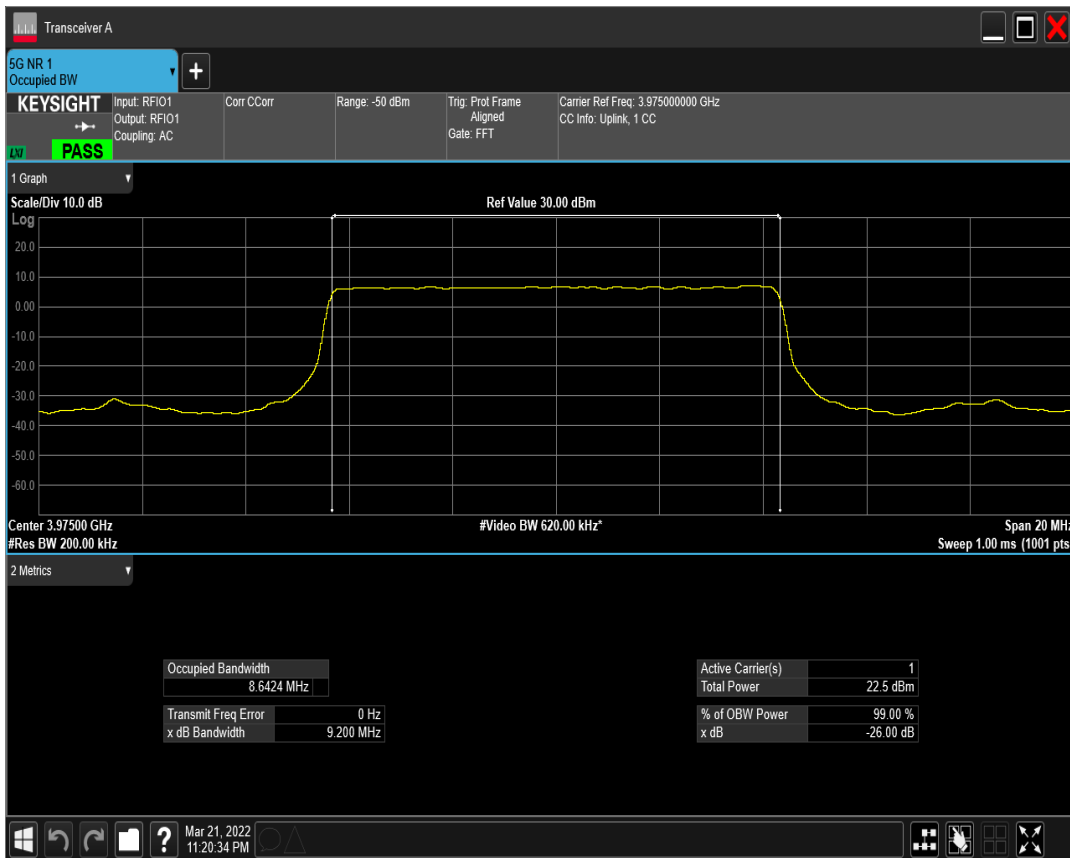 Transceiver A
5G NR 1
Occupied BW
+
KEYSIGHT
LXI
PASS
Input: RFIO1
Output: RFIO1
Coupling: AC
Corr CCorr
Range: -50 dBm
Trig: Prot Frame
Aligned
Gate: FFT
Carrier Ref Freq: 3.975000000 GHz
CC Info: Uplink, 1 CC
1 Graph
Scale/Div 10.0 dB
Ref Value 30.00 dBm
Log
20.0
10.0
0.00
-10.0
-20.0
-30.0
-40.0
-50.0
-60.0
Center 3.97500 GHz
#Video BW 620.00 kHz*
Span 20 MHz
#Res BW 200.00 kHz
Sweep 1.00 ms (1001 pts
2 Metrics
Occupied Bandwidth
8.6424 MHz
Transmit Freq Error 0 Hz
x dB Bandwidth 9.200 MHz
Active Carrier(s) 1
Total Power 22.5 dBm
% of OBW Power 99.00 %
x dB -26.00 dB
?
Mar 21, 2022
11:20:34 PM